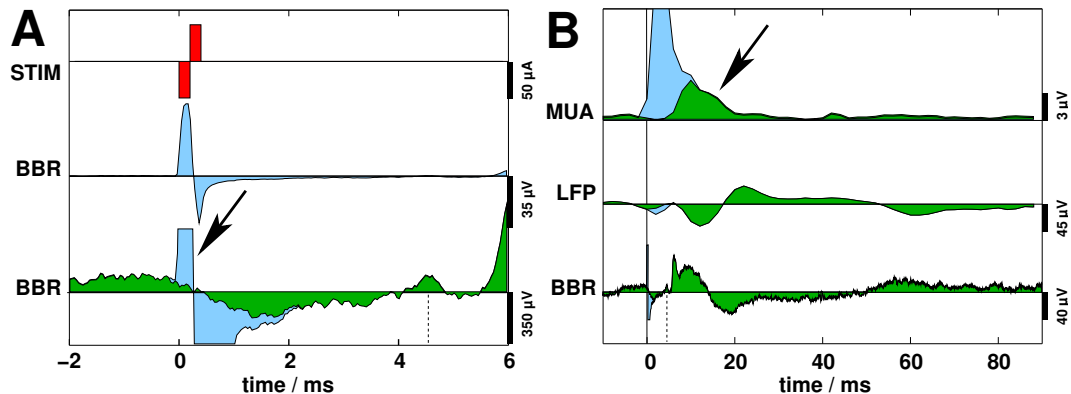 A
STIM
50 µA
BBR
35 µV
BBR
350 µV
−2 0 2 4 6
time / ms
B
MUA
3 µV
LFP
45 µV
BBR
40 µV
0 20 40 60 80
time / ms